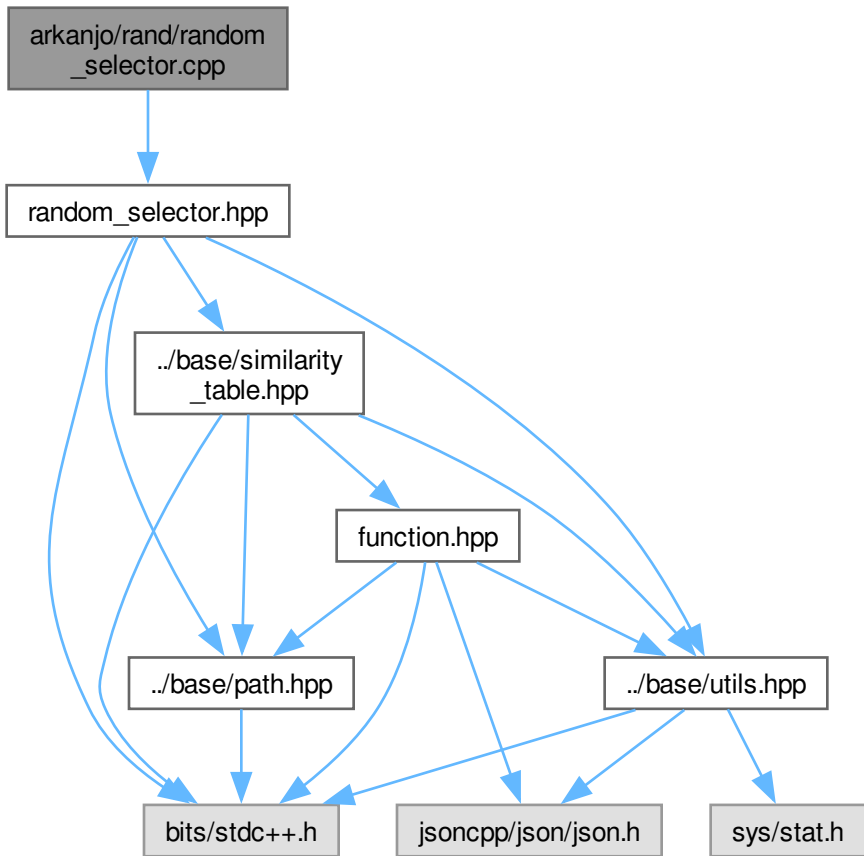 arkanjo/rand/random
_selector.cpp
random_selector.hpp
../base/similarity
_table.hpp
function.hpp
../base/path.hpp
../base/utils.hpp
bits/stdc++.h
jsoncpp/json/json.h
sys/stat.h